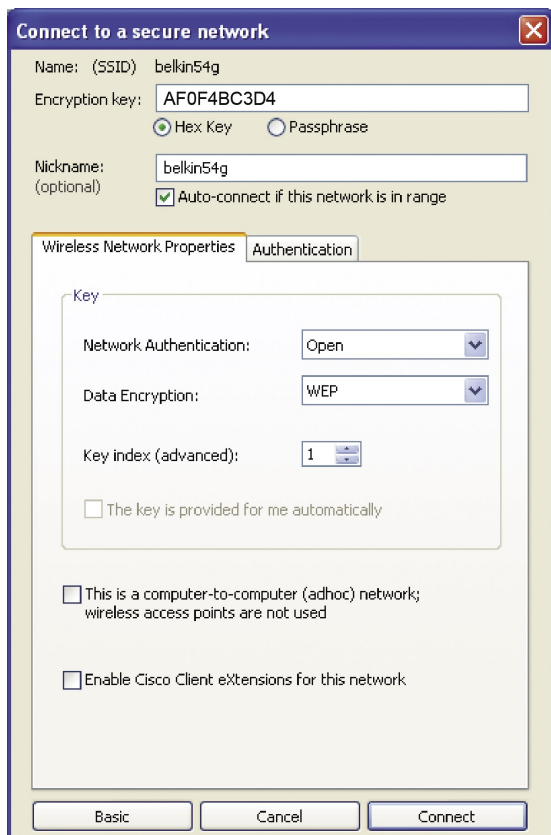 Connect to a secure network
Name: (SSID) belkin54g
Encryption key: AF0F4BC3D4
Hex Key Passphrase
Nickname: belkin54g
(optional)
Auto-connect if this network is in range
Wireless Network Properties Authentication
Key
Network Authentication: Open
Data Encryption: WEP
Key index (advanced): 1
The key is provided for me automatically
This is a computer-to-computer (adhoc) network;
wireless access points are not used
Enable Cisco Client eXtensions for this network
Basic Cancel Connect